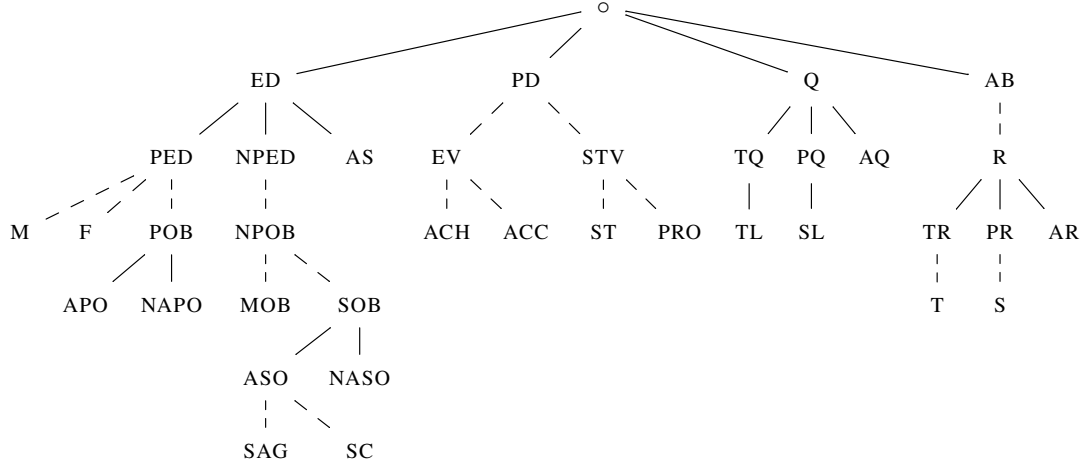 ED PD Q AB
PED NPED AS EV STV TQ PQ AQ R
M F POB NPOB ACH ACC ST PRO TL SL TR PR AR
APO NAPO MOB SOB T S
ASO NASO
SAG SC